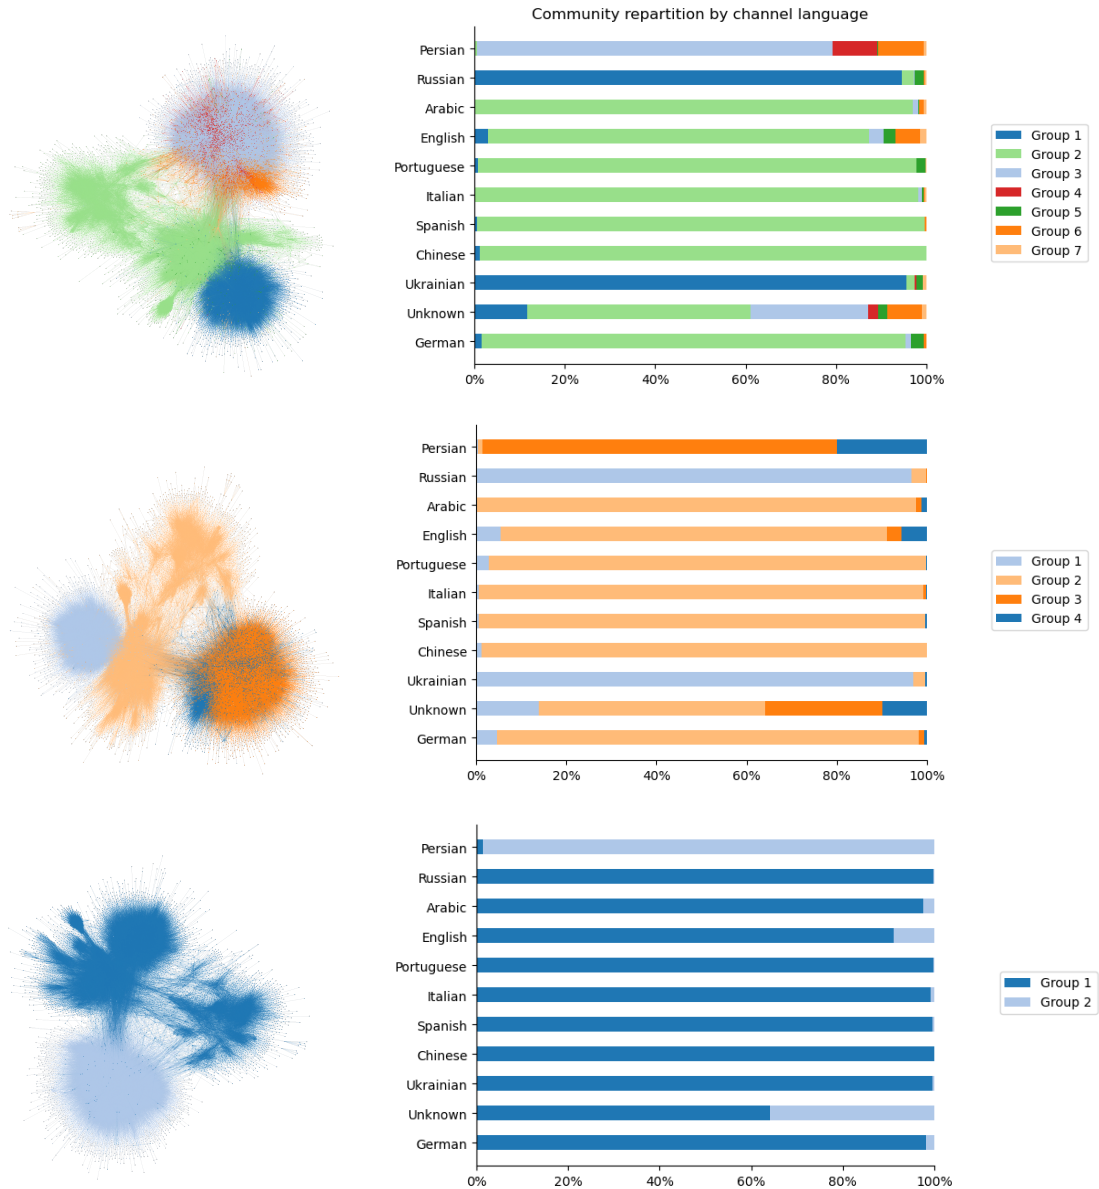 Community repartition by channel language
Persian
Russian
Arabic
English
Portuguese
Italian
Spanish
Chinese
Ukrainian
Unknown
German
0% 20% 40% 60% 80% 100%
Group 1
Group 2
Group 3
Group 4
Group 5
Group 6
Group 7
Persian
Russian
Arabic
English
Portuguese
Italian
Spanish
Chinese
Ukrainian
Unknown
German
0% 20% 40% 60% 80% 100%
Group 1
Group 2
Group 3
Group 4
Persian
Russian
Arabic
English
Portuguese
Italian
Spanish
Chinese
Ukrainian
Unknown
German
0% 20% 40% 60% 80% 100%
Group 1
Group 2